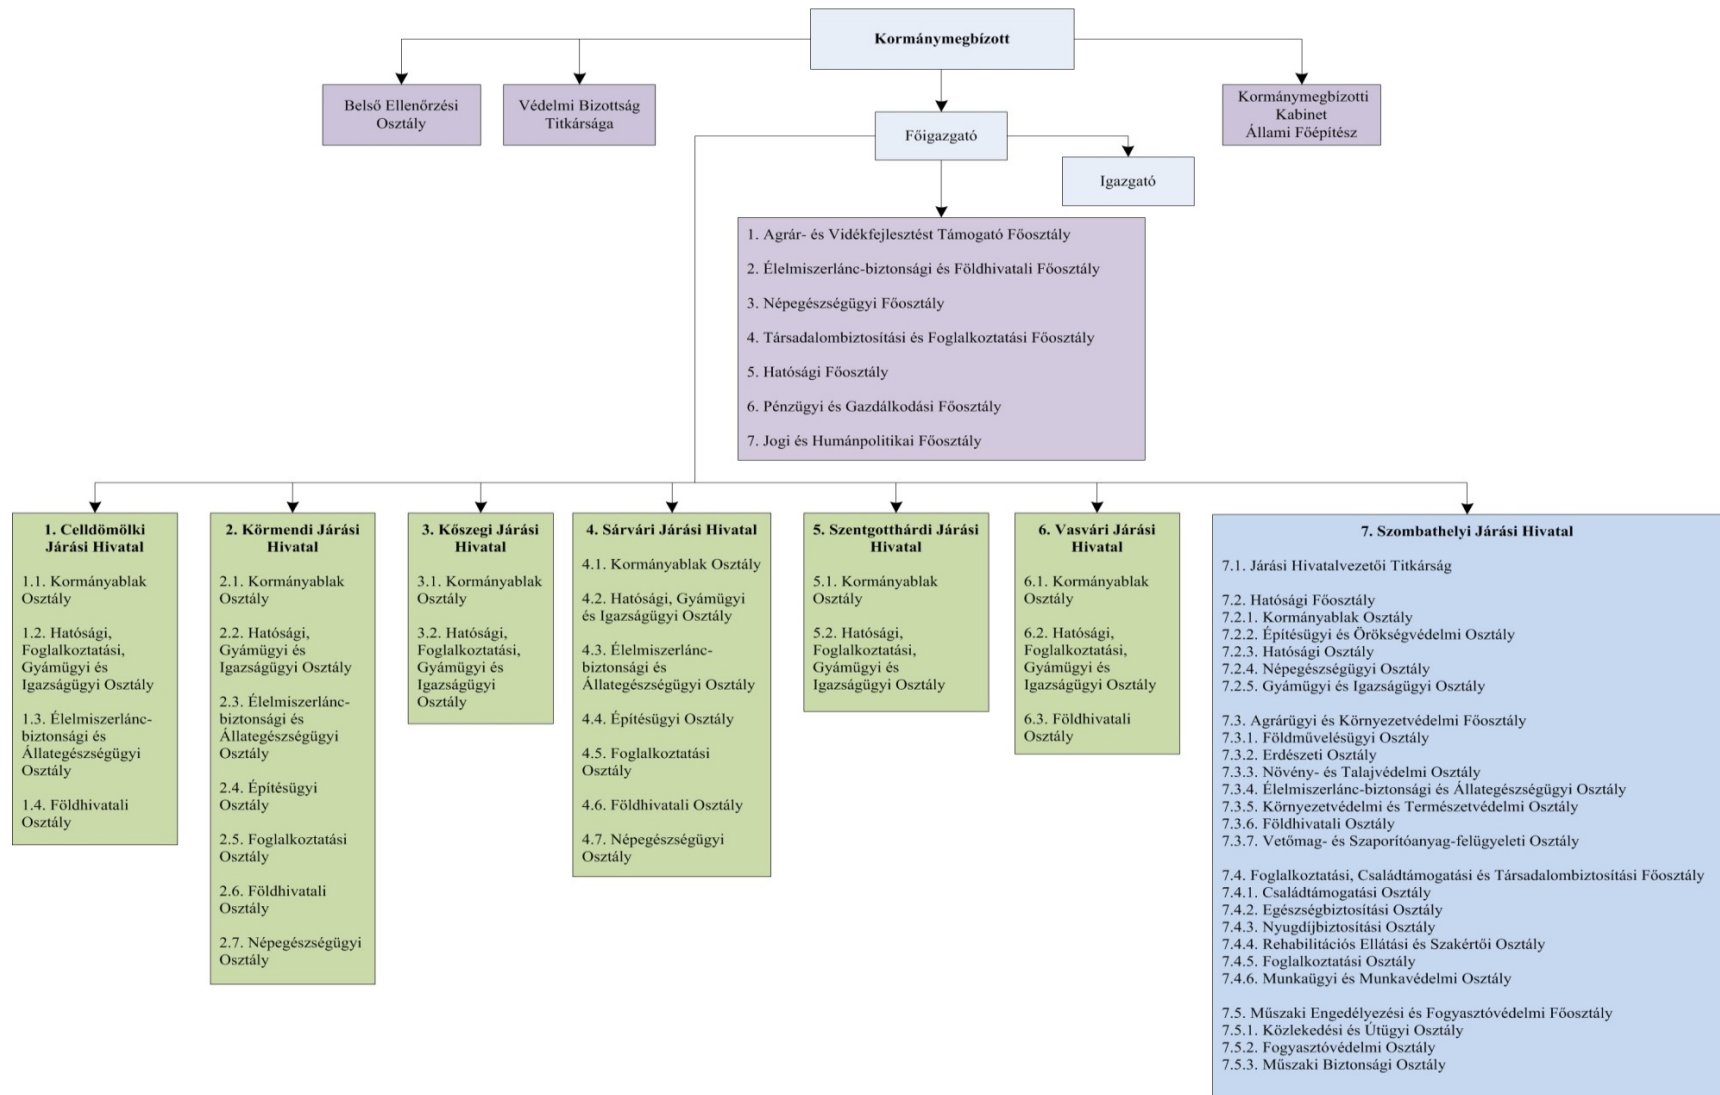 Kormánymegbízott
Belső Ellenőrzési
Osztály
Védelmi Bizottság
Titkársága
Kormánymegbízotti
Kabinet
Állami Főépítész
Főigazgató
Igazgató
1. Agrár- és Vidékfejlesztést Támogató Főosztály
2. Élelmiszerlánc-biztonsági és Földhivatali Főosztály
3. Népegészségügyi Főosztály
4. Társadalombiztosítási és Foglalkoztatási Főosztály
5. Hatósági Főosztály
6. Pénzügyi és Gazdálkodási Főosztály
7. Jogi és Humánpolitikai Főosztály
1. Celldömölki
Járási Hivatal
1.1. Kormányablak
Osztály
1.2. Hatósági,
Foglalkoztatási,
Gyámügyi és
Igazságügyi Osztály
1.3. Élelmiszerlánc-
biztonsági és
Állategészségügyi
Osztály
1.4. Földhivatali
Osztály
2. Körmendi Járási
Hivatal
2.1. Kormányablak
Osztály
2.2. Hatósági,
Gyámügyi és
Igazságügyi Osztály
2.3. Élelmiszerlánc-
biztonsági és
Állategészségügyi
Osztály
2.4. Építésügyi
Osztály
2.5. Foglalkoztatási
Osztály
2.6. Földhivatali
Osztály
2.7. Népegészségügyi
Osztály
3. Kőszegi Járási
Hivatal
3.1. Kormányablak
Osztály
3.2. Hatósági,
Foglalkoztatási,
Gyámügyi és
Igazságügyi
Osztály
4. Sárvári Járási Hivatal
4.1. Kormányablak Osztály
4.2. Hatósági, Gyámügyi
és Igazságügyi Osztály
4.3. Élelmiszerlánc-
biztonsági és
Állategészségügyi Osztály
4.4. Építésügyi Osztály
4.5. Foglalkoztatási
Osztály
4.6. Földhivatali Osztály
4.7. Népegészségügyi
Osztály
5. Szentgotthárdi Járási
Hivatal
5.1. Kormányablak
Osztály
5.2. Hatósági,
Foglalkoztatási,
Gyámügyi és
Igazságügyi Osztály
6. Vasvári Járási
Hivatal
6.1. Kormányablak
Osztály
6.2. Hatósági,
Foglalkoztatási,
Gyámügyi és
Igazságügyi Osztály
6.3. Földhivatali
Osztály
7. Szombathelyi Járási Hivatal
7.1. Járási Hivatalvezetői Titkárság
7.2. Hatósági Főosztály
7.2.1. Kormányablak Osztály
7.2.2. Építésügyi és Örökségvédelmi Osztály
7.2.3. Hatósági Osztály
7.2.4. Népegészségügyi Osztály
7.2.5. Gyámügyi és Igazságügyi Osztály
7.3. Agrárügyi és Környezetvédelmi Főosztály
7.3.1. Földművelésügyi Osztály
7.3.2. Erdészeti Osztály
7.3.3. Növény- és Talajvédelmi Osztály
7.3.4. Élelmiszerlánc-biztonsági és Állategészségügyi Osztály
7.3.5. Környezetvédelmi és Természetvédelmi Osztály
7.3.6. Földhivatali Osztály
7.3.7. Vetőmag- és Szaporítóanyag-felügyeleti Osztály
7.4. Foglalkoztatási, Családtámogatási és Társadalombiztosítási Főosztály
7.4.1. Családtámogatási Osztály
7.4.2. Egészségbiztosítási Osztály
7.4.3. Nyugdíjbiztosítási Osztály
7.4.4. Rehabilitációs Ellátási és Szakértői Osztály
7.4.5. Foglalkoztatási Osztály
7.4.6. Munkaügyi és Munkavédelmi Osztály
7.5. Műszaki Engedélyezési és Fogyasztóvédelmi Főosztály
7.5.1. Közlekedési és Útügyi Osztály
7.5.2. Fogyasztóvédelmi Osztály
7.5.3. Műszaki Biztonsági Osztály